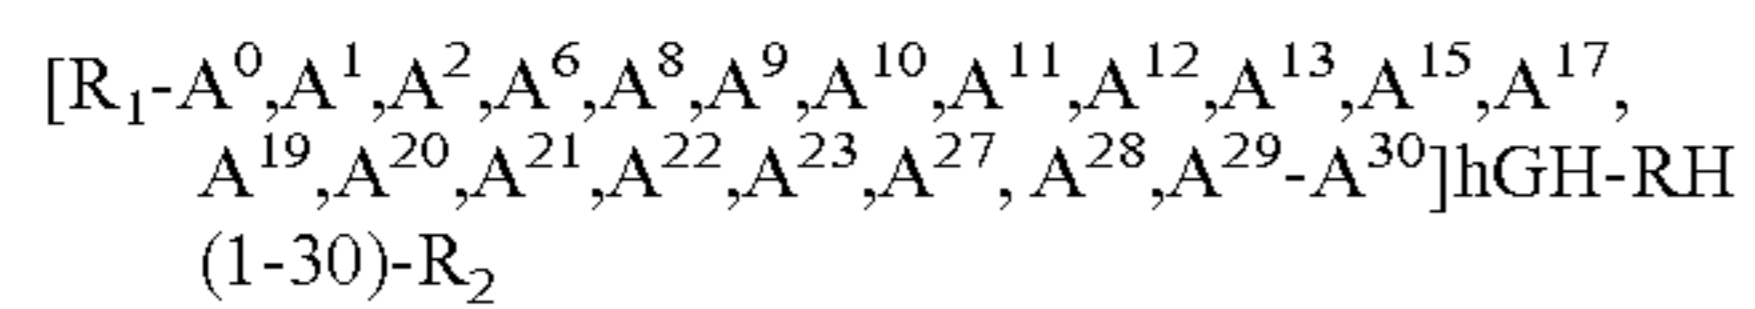 [R₁-A⁰,A¹,A²,A⁶,A⁸,A⁹,A¹⁰,A¹¹,A¹²,A¹³,A¹⁵,A¹⁷,
A¹⁹,A²⁰,A²¹,A²²,A²³,A²⁷, A²⁸,A²⁹-A³⁰]hGH-RH
(1-30)-R₂